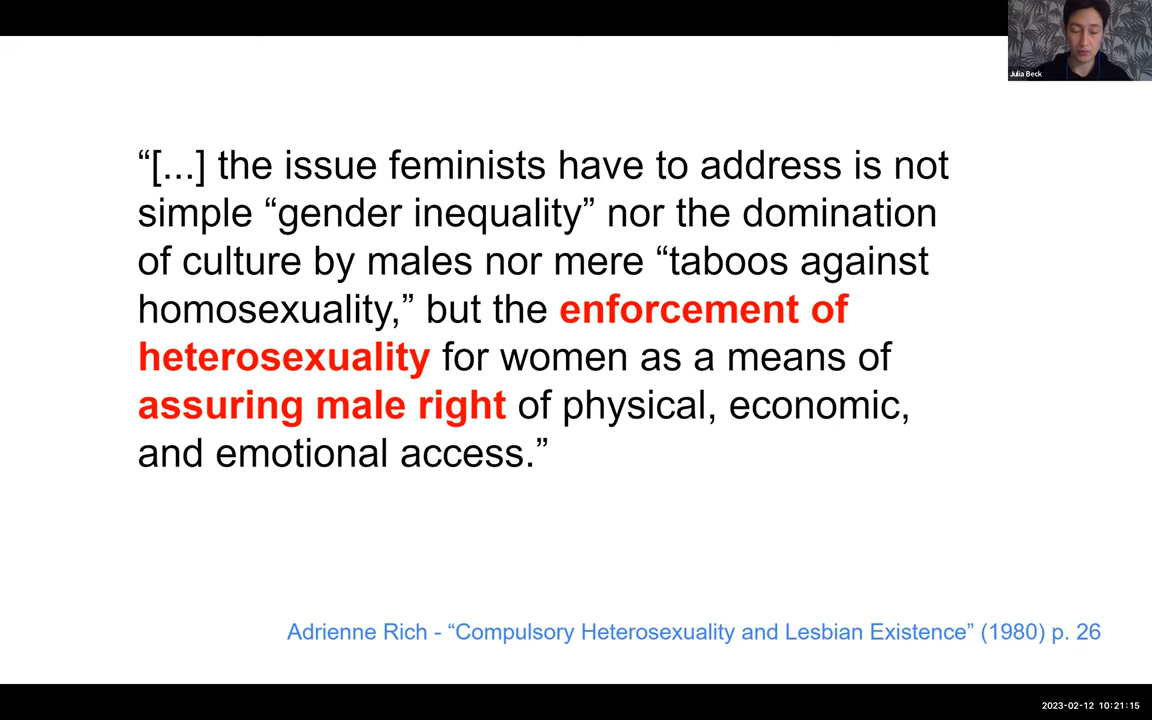 Julia Beck
“[...] the issue feminists have to address is not
simple “gender inequality” nor the domination
of culture by males nor mere “taboos against
homosexuality,” but the enforcement of
heterosexuality for women as a means of
assuring male right of physical, economic,
and emotional access.”
Adrienne Rich - “Compulsory Heterosexuality and Lesbian Existence” (1980) p. 26
2023-02-12 10:21:15